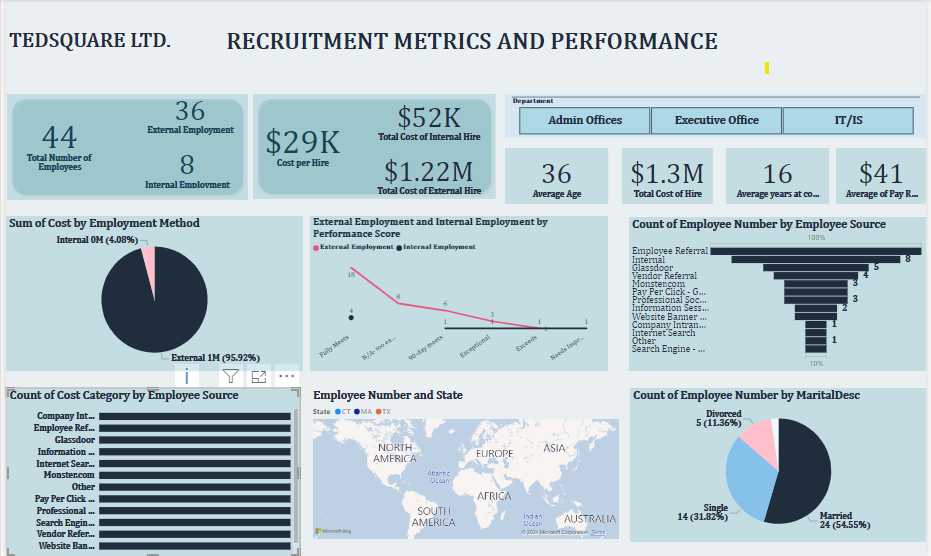 TEDSQUARE LTD.
RECRUITMENT METRICS AND PERFORMANCE
44
Total Number of
Employees
36
External Employment
8
Internal Employment
$29K
Cost per Hire
$52K
Total Cost of Internal Hire
$1.22M
Total Cost of External Hire
Department
Admin Offices
Executive Office
IT/IS
36
Average Age
$1.3M
Total Cost of Hire
16
Average years at co...
$41
Average of Pay R...
Sum of Cost by Employment Method
Internal 0M (4.08%)
External 1M (95.92%)
External Employment and Internal Employment by
Performance Score
External Employment
Internal Employment
18
4
8
6
1
3
1
1
1
Fully Meets
N/A- too ea...
90-day meets
Exceptional
Exceeds
Needs Impr...
Count of Employee Number by Employee Source
100%
Employee Referral
Internal
8
Glassdoor
5
Vendor Referral
4
Monster.com
3
Pay Per Click - G...
Professional Soc...
3
Information Sess...
2
Website Banner ...
Company Intran...
1
Internet Search
Other
1
Search Engine - ...
10%
Count of Cost Category by Employee Source
Company Int...
Employee Ref...
Glassdoor
Information ...
Internet Sear...
Monster.com
Other
Pay Per Click ...
Professional ...
Search Engin...
Vendor Refer...
Website Ban...
Employee Number and State
State CT MA TX
NORTH
AMERICA
EUROPE
ASIA
Atlantic
Ocean
AFRICA
SOUTH
AMERICA
Indian
Ocean
AUSTRALIA
Microsoft Bing
© 2024 Microsoft Corporation Terms
Count of Employee Number by MaritalDesc
Divorced
5 (11.36%)
Single
14 (31.82%)
Married
24 (54.55%)